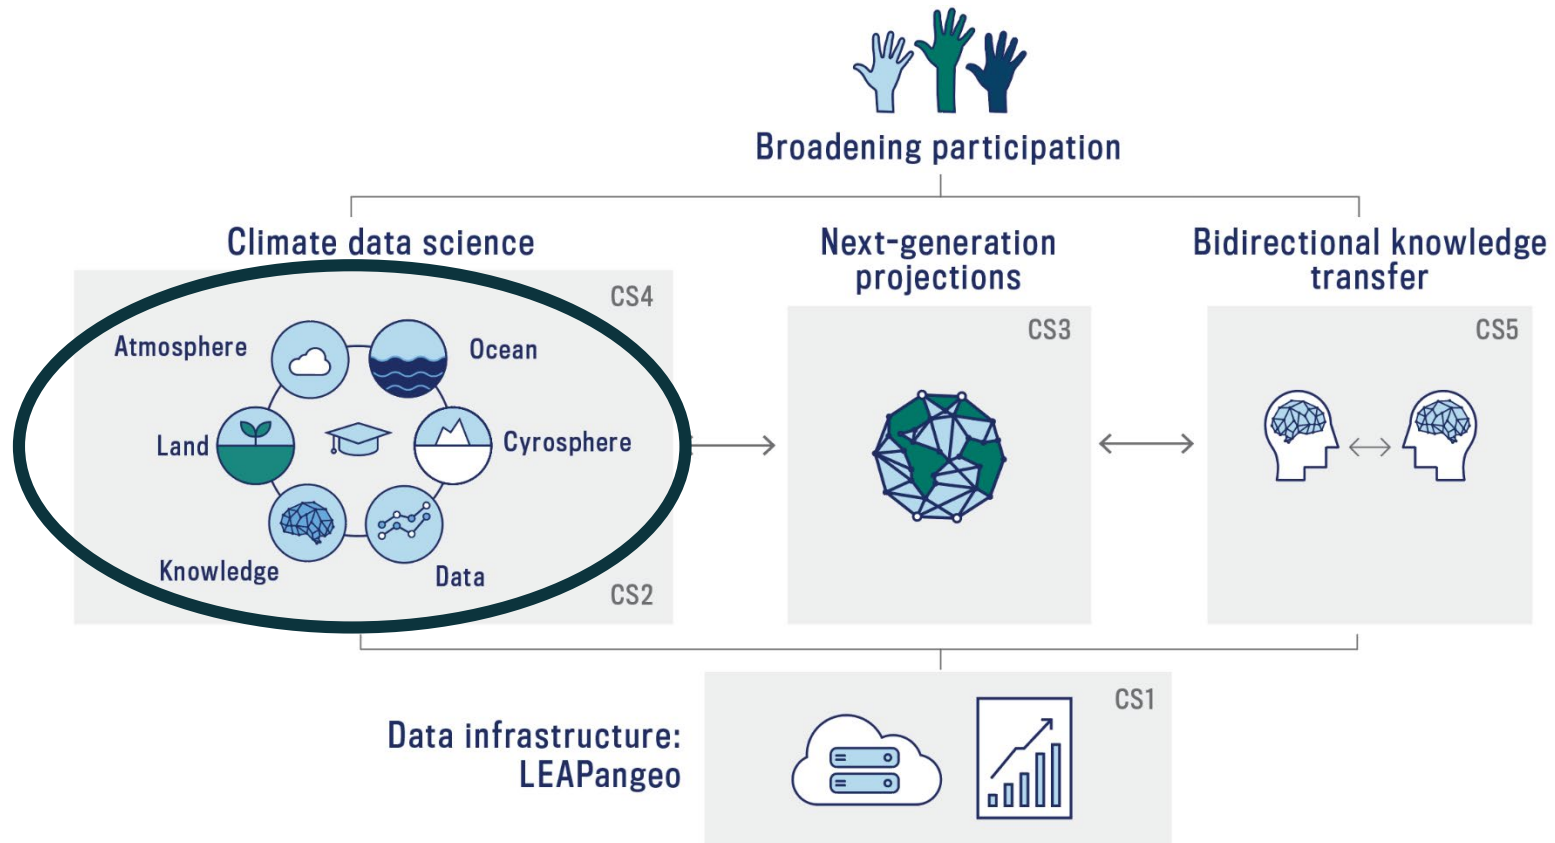 Broadening participation
Climate data science
Next-generation
projections
Bidirectional knowledge
transfer
CS4
CS3
CS5
Atmosphere
Ocean
Land
Cyrosphere
Knowledge
Data
CS2
CS1
Data infrastructure:
LEAPangeo